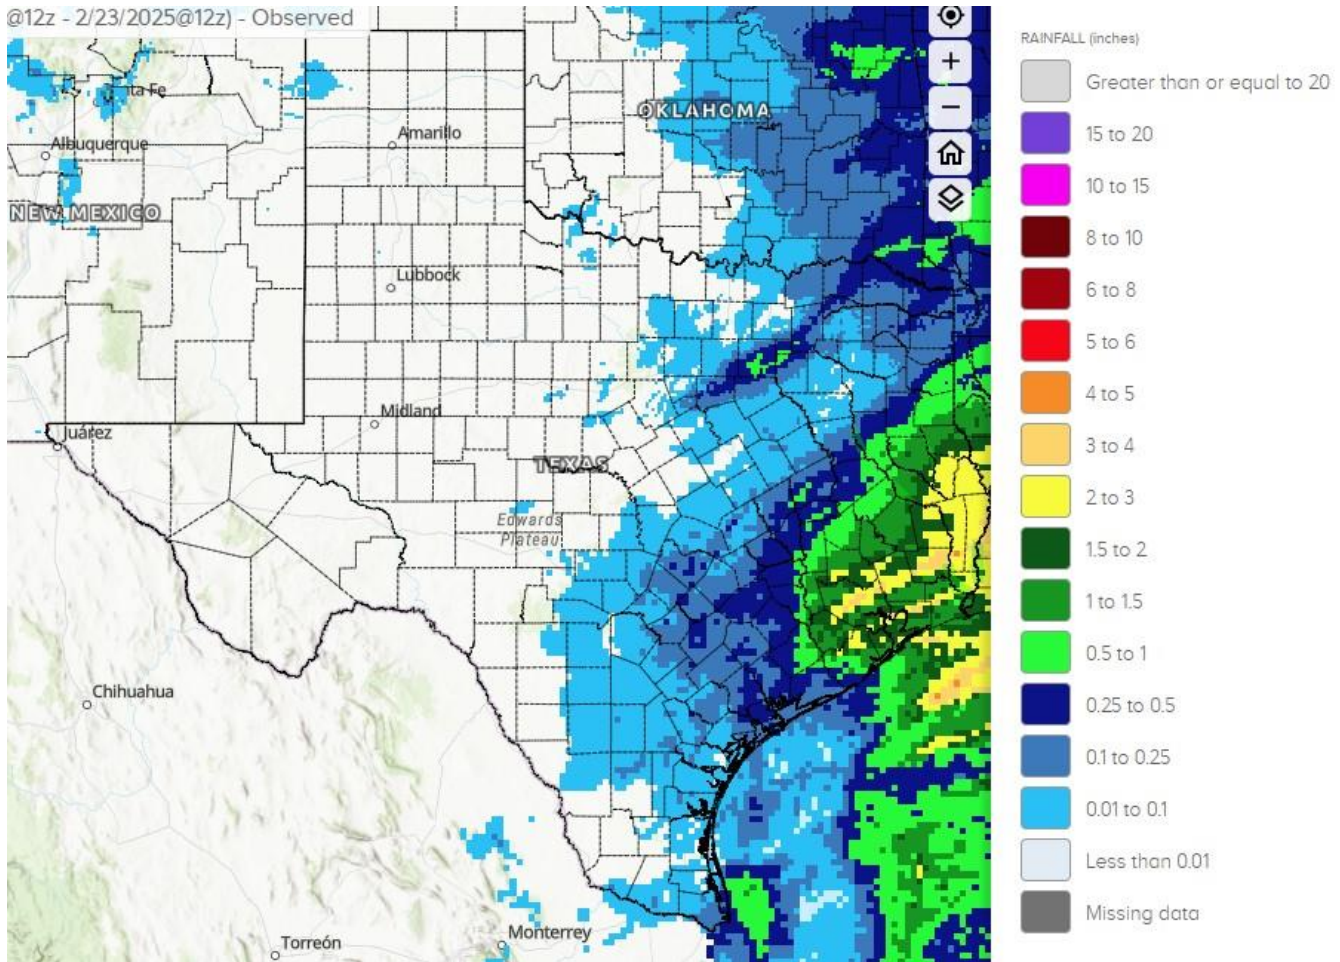 @12z - 2/23/2025@12z) - Observed
ta Fe
Albuquerque
NEW MEXICO
Amarillo
OKLAHOMA
Lubbock
Juárez
Midland
TEXAS
Edwards
Plateau
Chihuahua
Torreón
Monterrey
RAINFALL (inches)
Greater than or equal to 20
15 to 20
10 to 15
8 to 10
6 to 8
5 to 6
4 to 5
3 to 4
2 to 3
1.5 to 2
1 to 1.5
0.5 to 1
0.25 to 0.5
0.1 to 0.25
0.01 to 0.1
Less than 0.01
Missing data